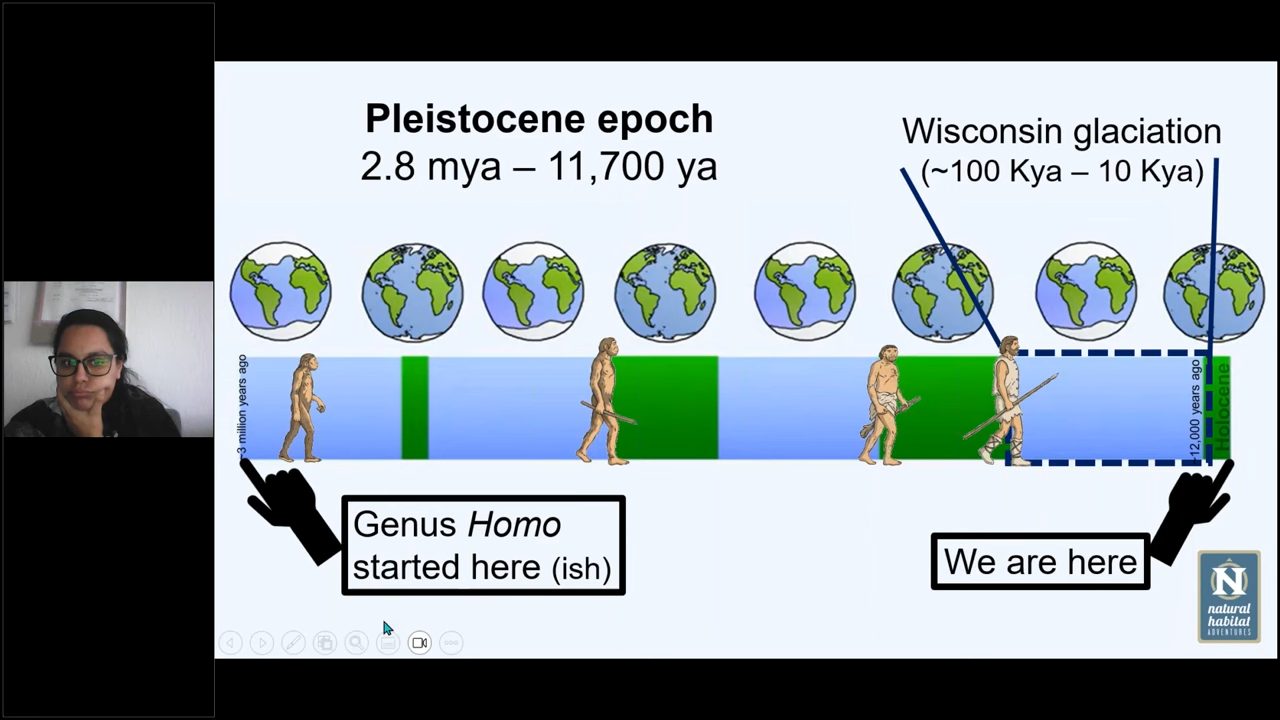 Pleistocene epoch
2.8 mya – 11,700 ya
Wisconsin glaciation
(~100 Kya – 10 Kya)
~3 million years ago
~12,000 years ago
Holocene
Genus Homo
started here (ish)
We are here
N
natural
habitat
ADVENTURES